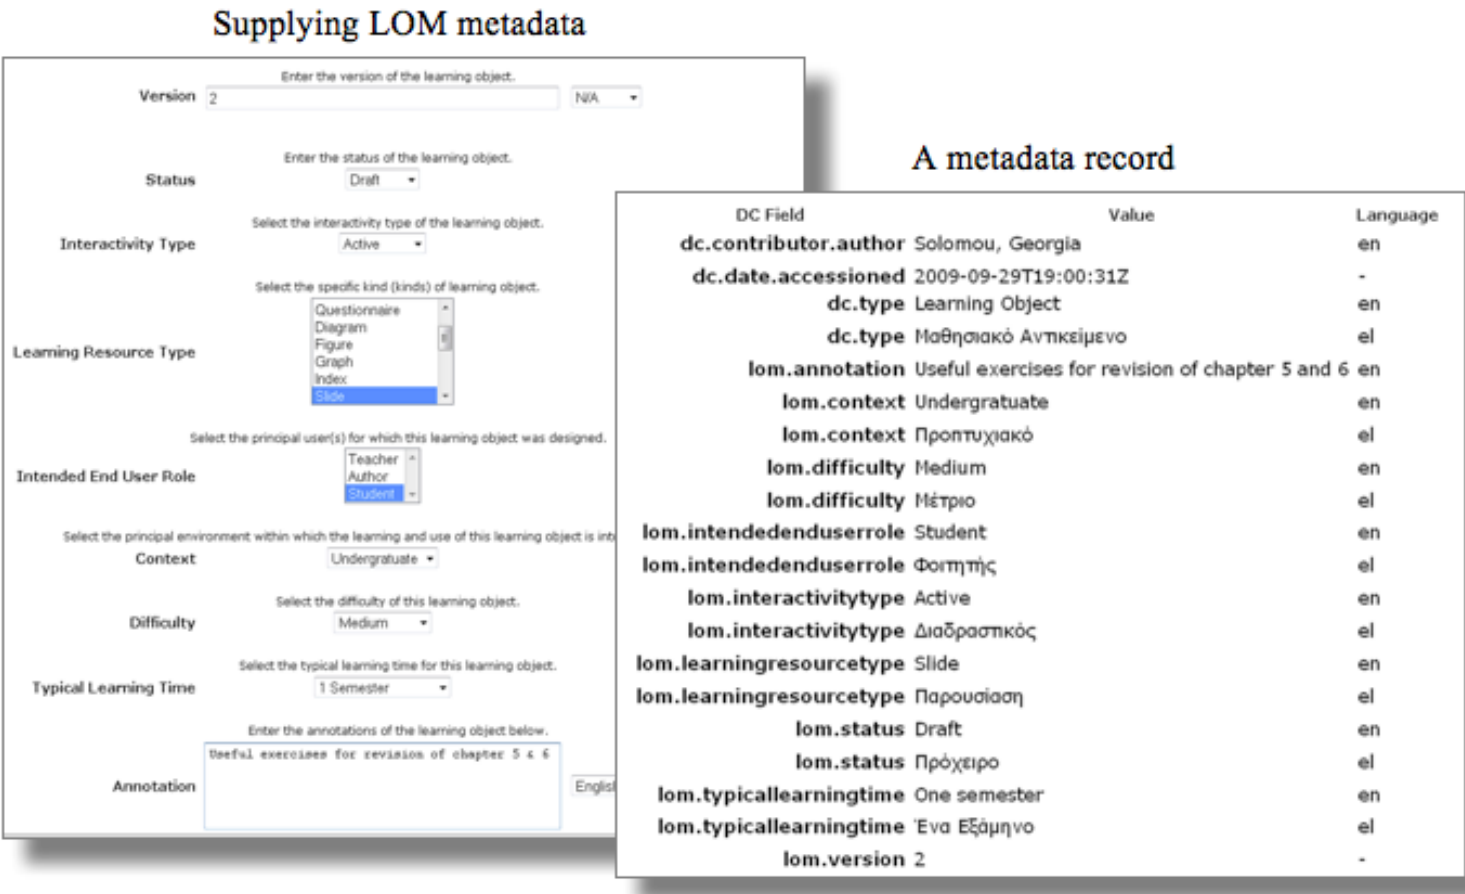 Supplying LOM metadata
Enter the version of the learning object.
Version 2 N/A
Enter the status of the learning object.
Status Draft
Select the interactivity type of the learning object.
Interactivity Type Active
Select the specific kind (kinds) of learning object.
Learning Resource Type
Questionnaire
Diagram
Figure
Graph
Index
Slide
Select the principal user(s) for which this learning object was designed.
Intended End User Role
Teacher
Author
Student
Select the principal environment within which the learning and use of this learning object is int
Context Undergratuate
Select the difficulty of this learning object.
Difficulty Medium
Select the typical learning time for this learning object.
Typical Learning Time 1 Semester
Enter the annotations of the learning object below.
Annotation Useful exercises for revision of chapter 5 & 6 English
A metadata record
DC Field Value Language
dc.contributor.author Solomou, Georgia en
dc.date.accessioned 2009-09-29T19:00:31Z -
dc.type Learning Object en
dc.type Μαθησιακό Αντικείμενο el
lom.annotation Useful exercises for revision of chapter 5 and 6 en
lom.context Undergratuate en
lom.context Προπτυχιακό el
lom.difficulty Medium en
lom.difficulty Μέτριο el
lom.intendedenduserrole Student en
lom.intendedenduserrole Φοιτητής el
lom.interactivitytype Active en
lom.interactivitytype Διαδραστικός el
lom.learningresourcetype Slide en
lom.learningresourcetype Παρουσίαση el
lom.status Draft en
lom.status Πρόχειρο el
lom.typicallearningtime One semester en
lom.typicallearningtime Ένα Εξάμηνο el
lom.version 2 -